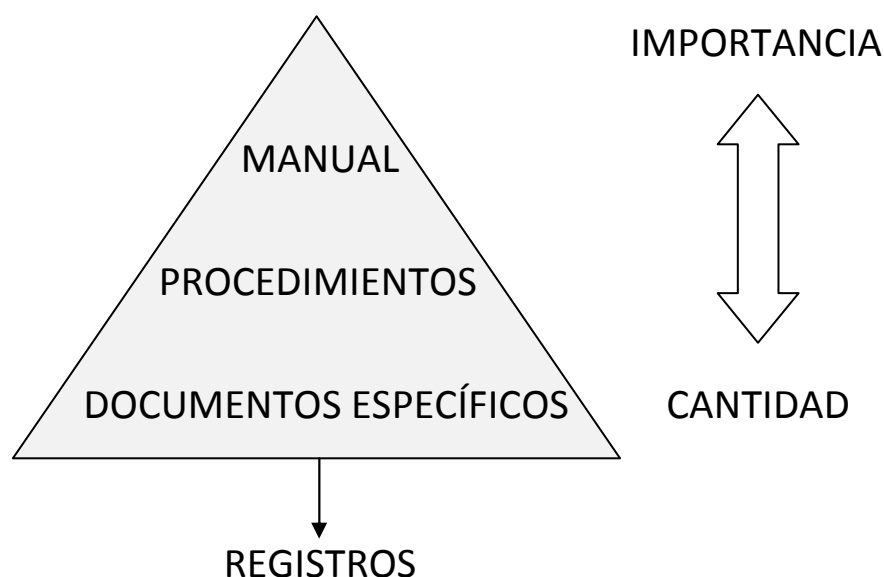 IMPORTANCIA
MANUAL
PROCEDIMIENTOS
DOCUMENTOS ESPECÍFICOS
CANTIDAD
REGISTROS